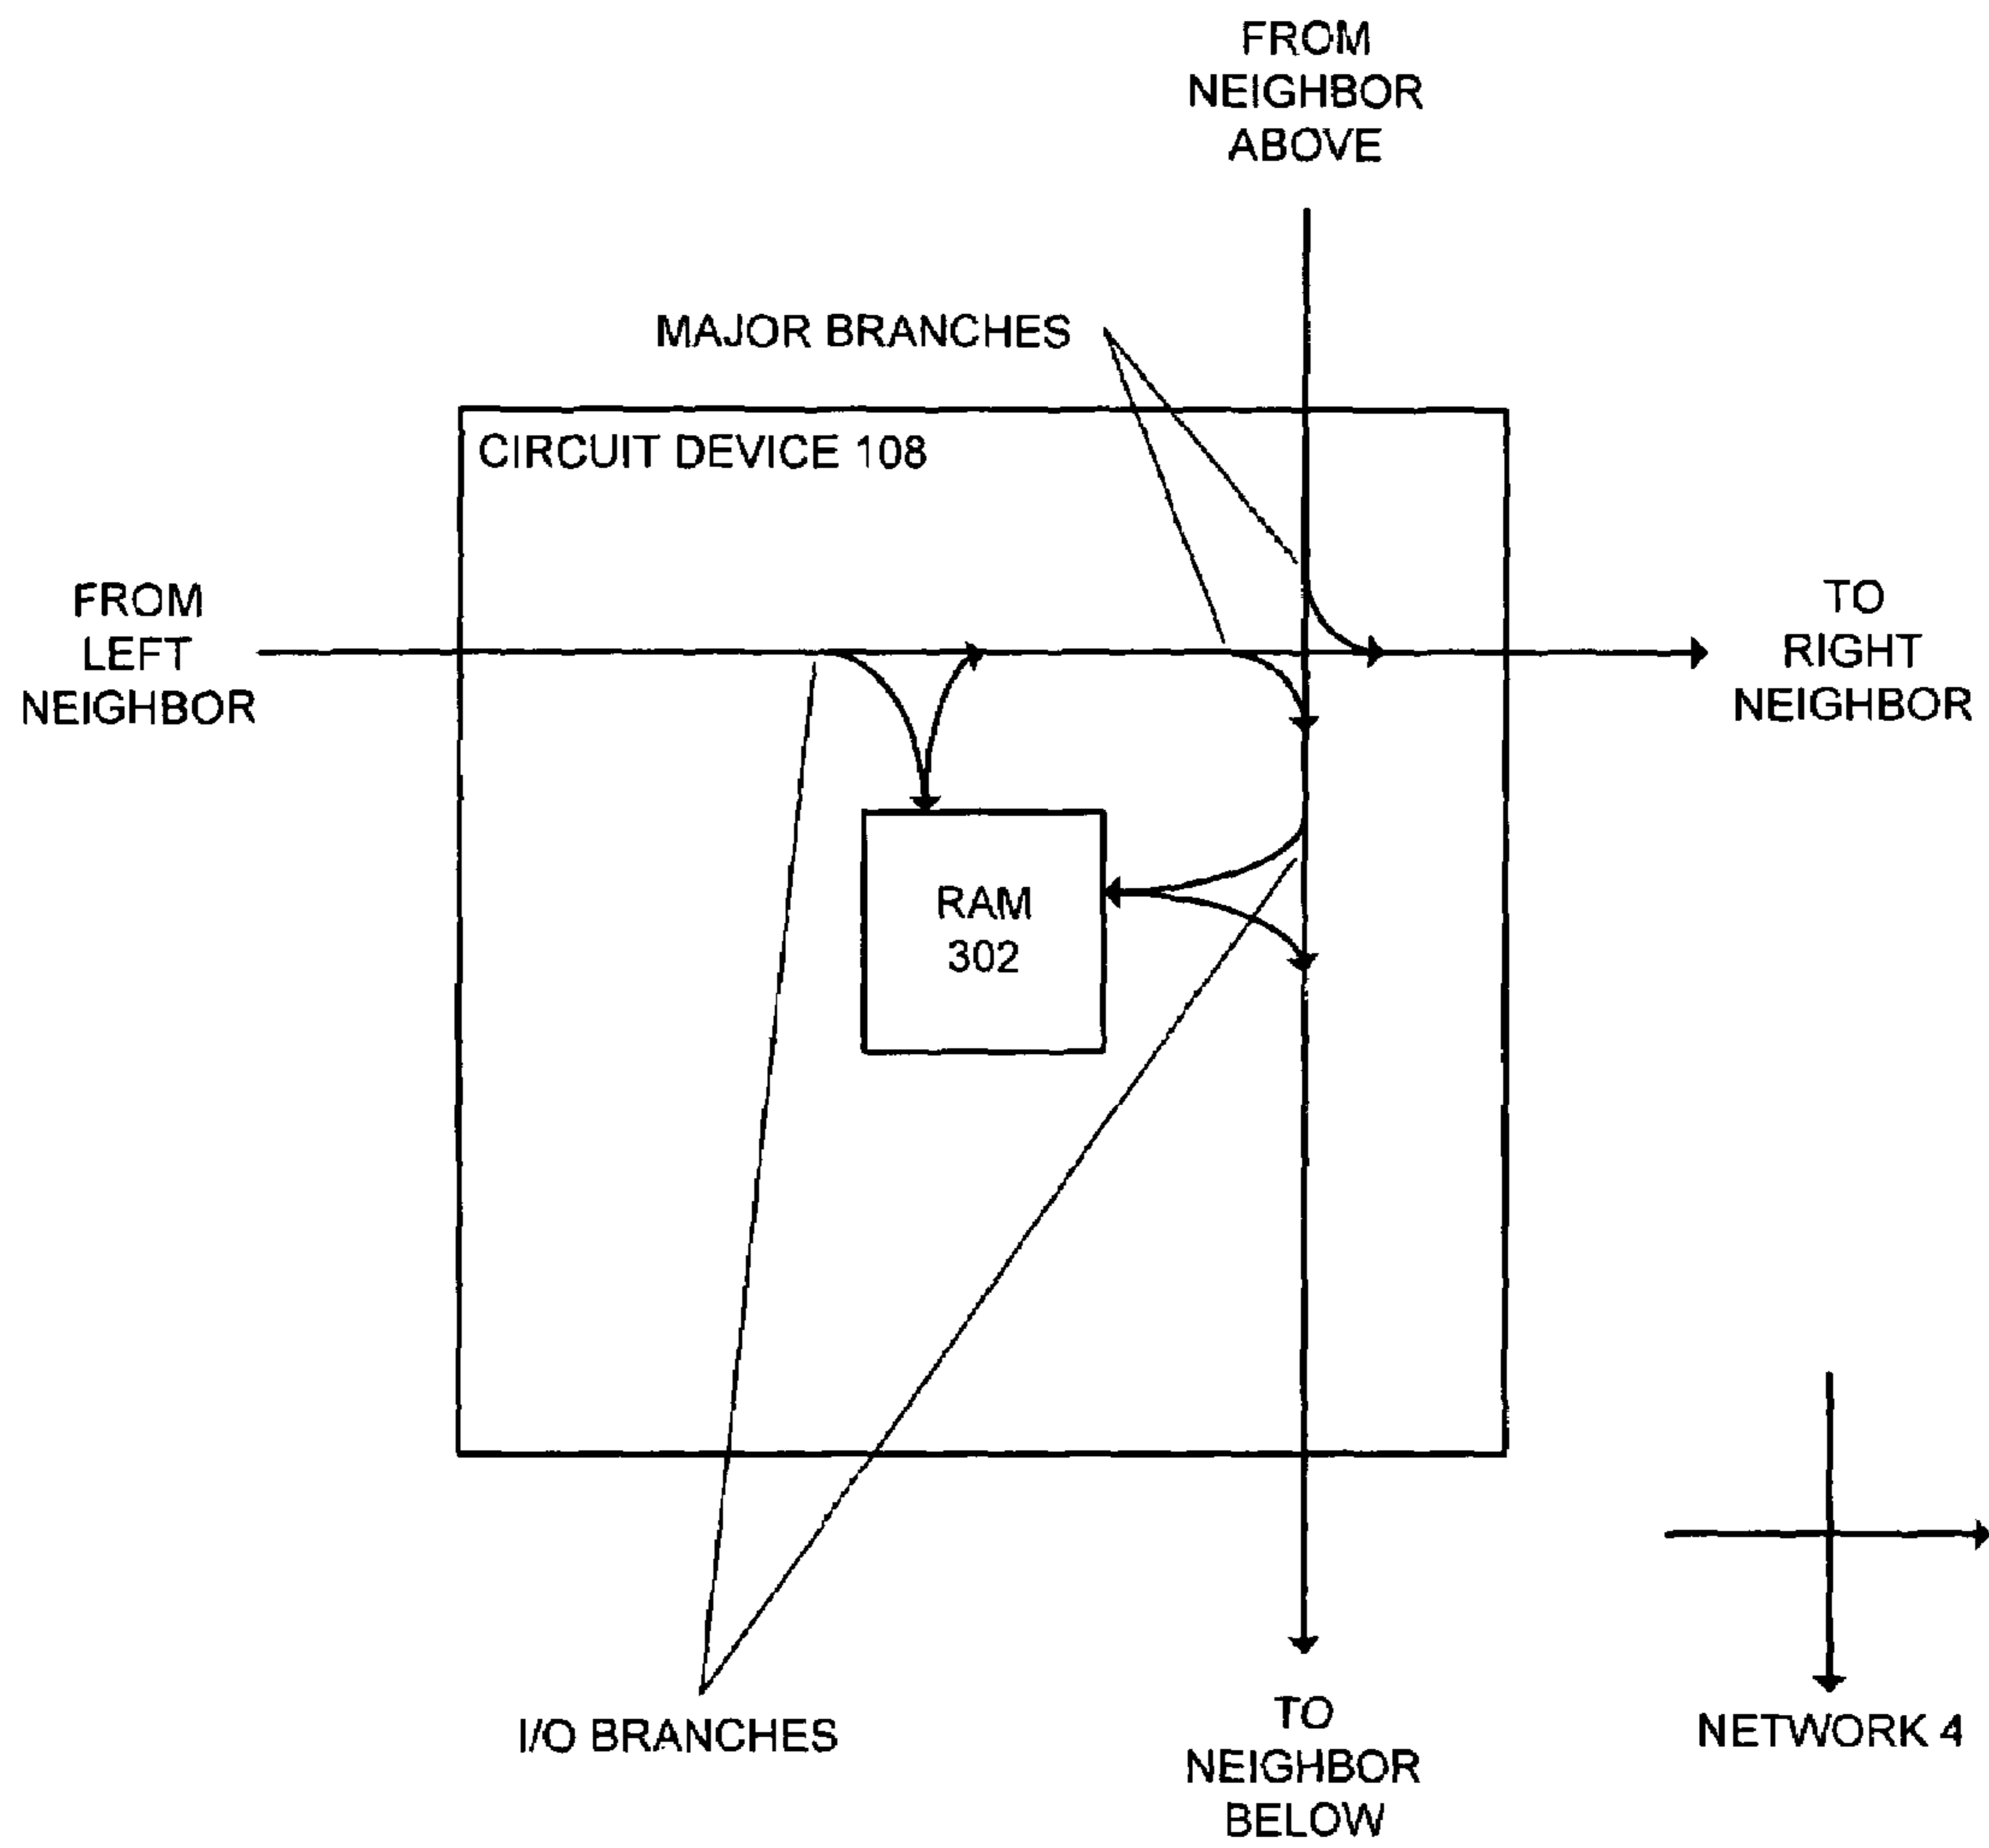 FROM
NEIGHBOR
ABOVE
MAJOR BRANCHES
CIRCUIT DEVICE 108
FROM
LEFT
NEIGHBOR
TO
RIGHT
NEIGHBOR
RAM
302
I/O BRANCHES
TO
NEIGHBOR
BELOW
NETWORK 4